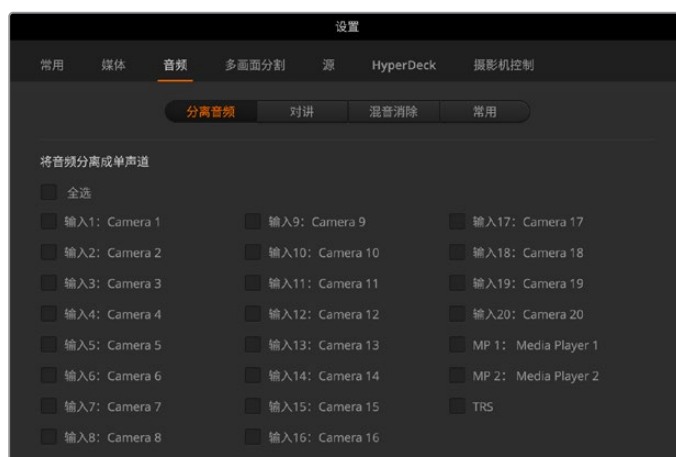 设置
常用 媒体 音频 多画面分割 源 HyperDeck 摄影机控制
分离音频 对讲 混音消除 常用
将音频分离成单声道
全选
输入1：Camera 1 输入9：Camera 9 输入17：Camera 17
输入2：Camera 2 输入10：Camera 10 输入18：Camera 18
输入3：Camera 3 输入11：Camera 11 输入19：Camera 19
输入4：Camera 4 输入12：Camera 12 输入20：Camera 20
输入5：Camera 5 输入13：Camera 13 MP 1： Media Player 1
输入6：Camera 6 输入14：Camera 14 MP 2： Media Player 2
输入7：Camera 7 输入15：Camera 15 TRS
输入8：Camera 8 输入16：Camera 16